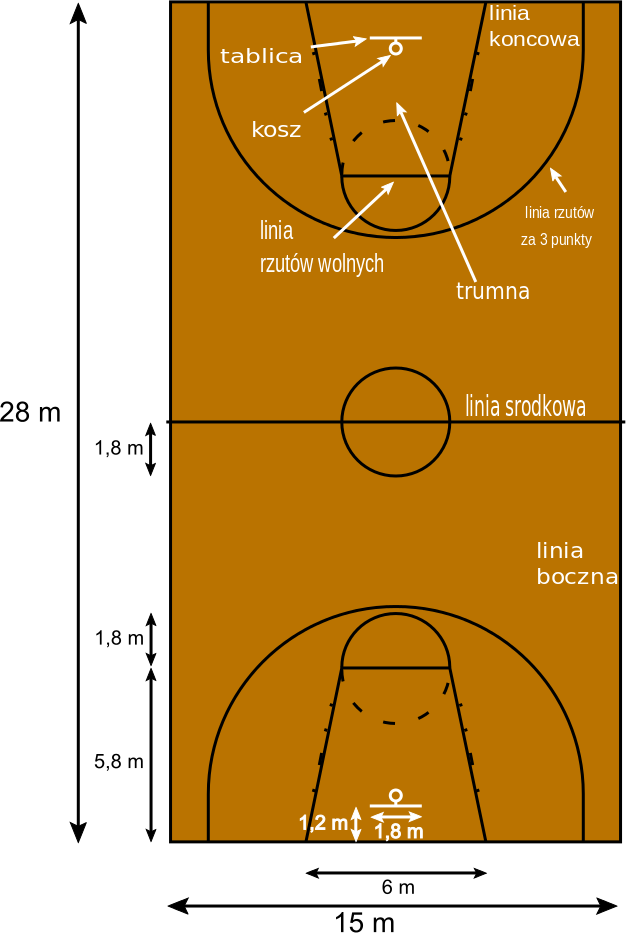 linia
koncowa
tablica
kosz
linia rzutów
za 3 punkty
linia
rzutów wolnych
trumna
28 m
linia srodkowa
1,8 m
linia
boczna
1,8 m
5,8 m
1,2 m
1,8 m
6 m
15 m